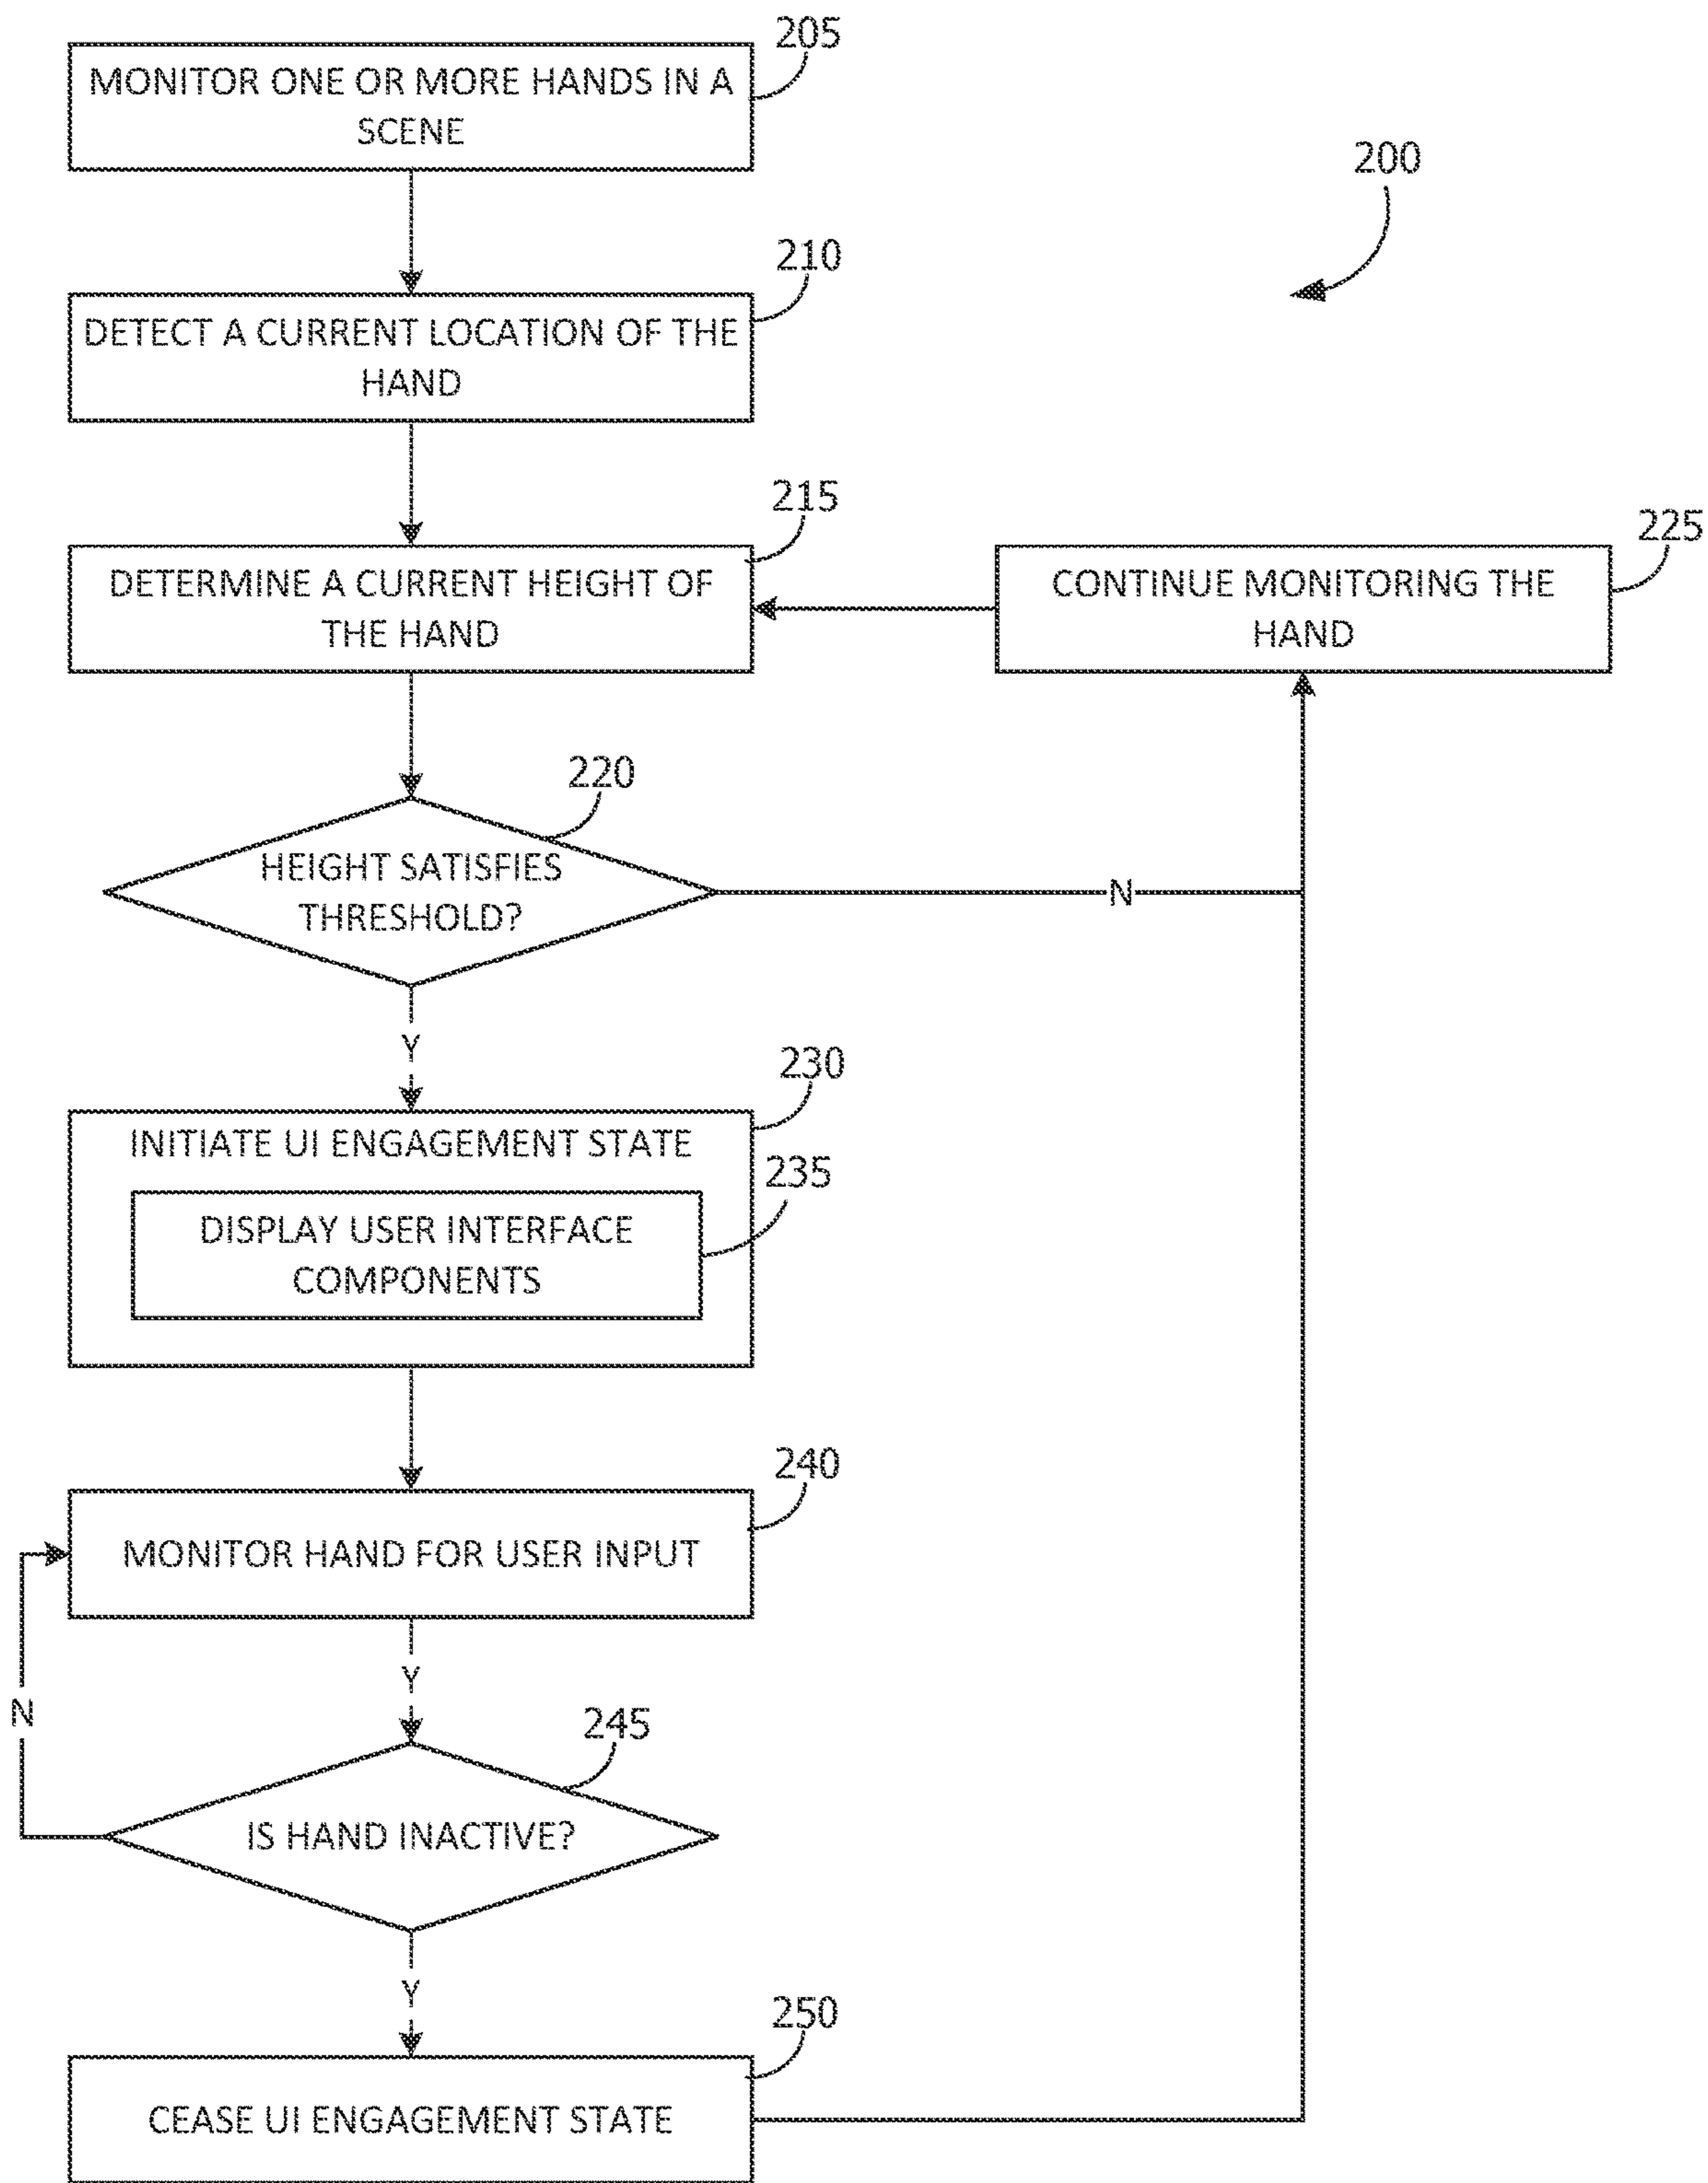 205
MONITOR ONE OR MORE HANDS IN A
SCENE
200
210
DETECT A CURRENT LOCATION OF THE
HAND
215
DETERMINE A CURRENT HEIGHT OF
THE HAND
225
CONTINUE MONITORING THE
HAND
220
HEIGHT SATISFIES
THRESHOLD?
N
Y
230
INITIATE UI ENGAGEMENT STATE
235
DISPLAY USER INTERFACE
COMPONENTS
240
MONITOR HAND FOR USER INPUT
Y
N
245
IS HAND INACTIVE?
Y
250
CEASE UI ENGAGEMENT STATE